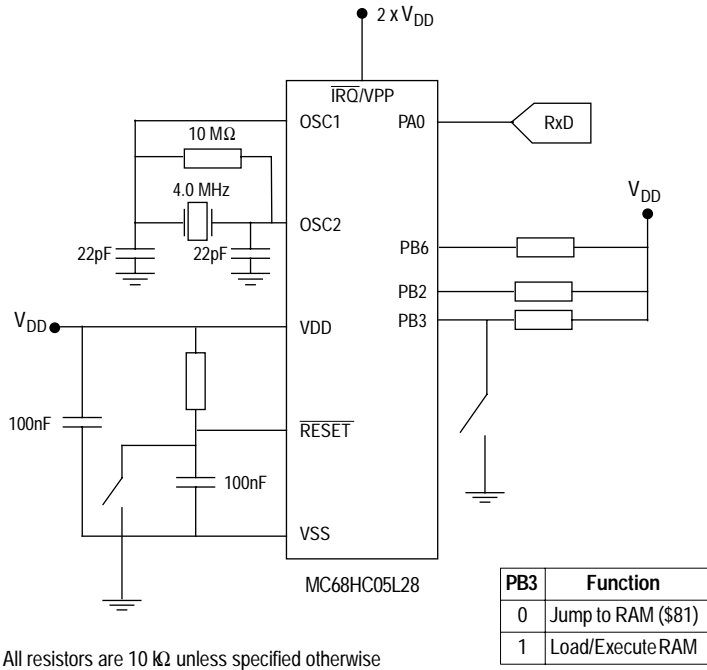 2 x VDD
IRQ/VPP
OSC1
PA0
RxD
10 MΩ
4.0 MHz
VDD
OSC2
22pF
22pF
PB6
PB2
PB3
VDD
VDD
100nF
RESET
100nF
VSS
MC68HC05L28
PB3 Function
0 Jump to RAM ($81)
1 Load/Execute RAM
All resistors are 10 kΩ unless specified otherwise